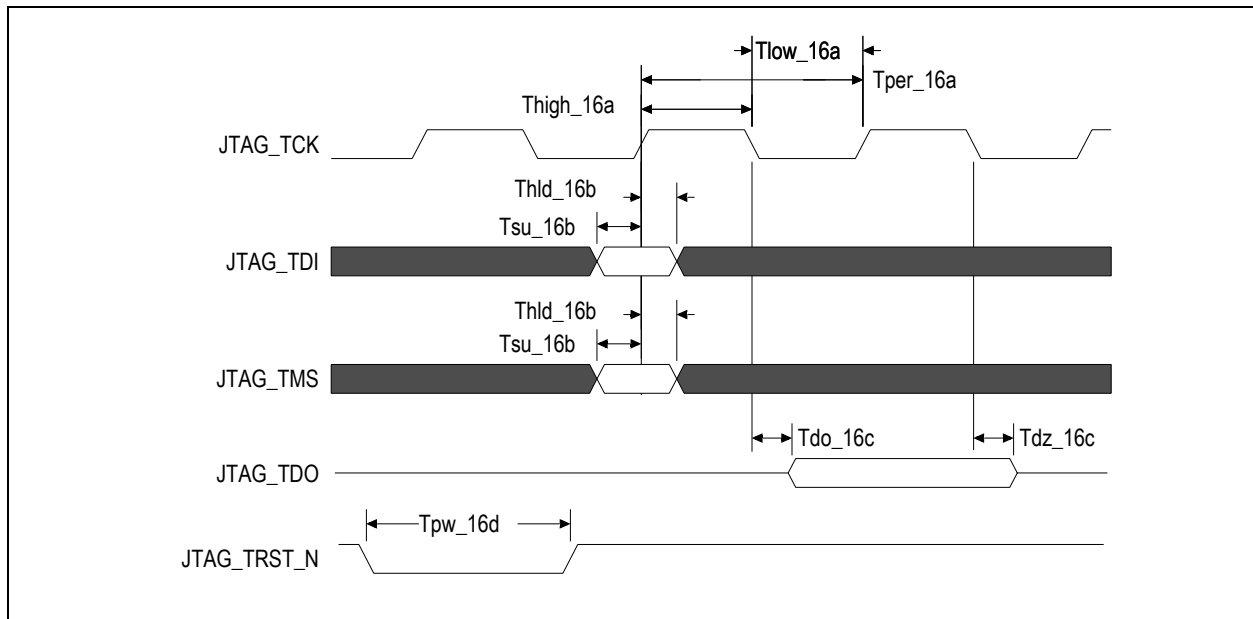 Tlow_16a
Tper_16a
Thigh_16a
JTAG_TCK
Thld_16b
Tsu_16b
JTAG_TDI
Thld_16b
Tsu_16b
JTAG_TMS
Tdo_16c
Tdz_16c
JTAG_TDO
Tpw_16d
JTAG_TRST_N